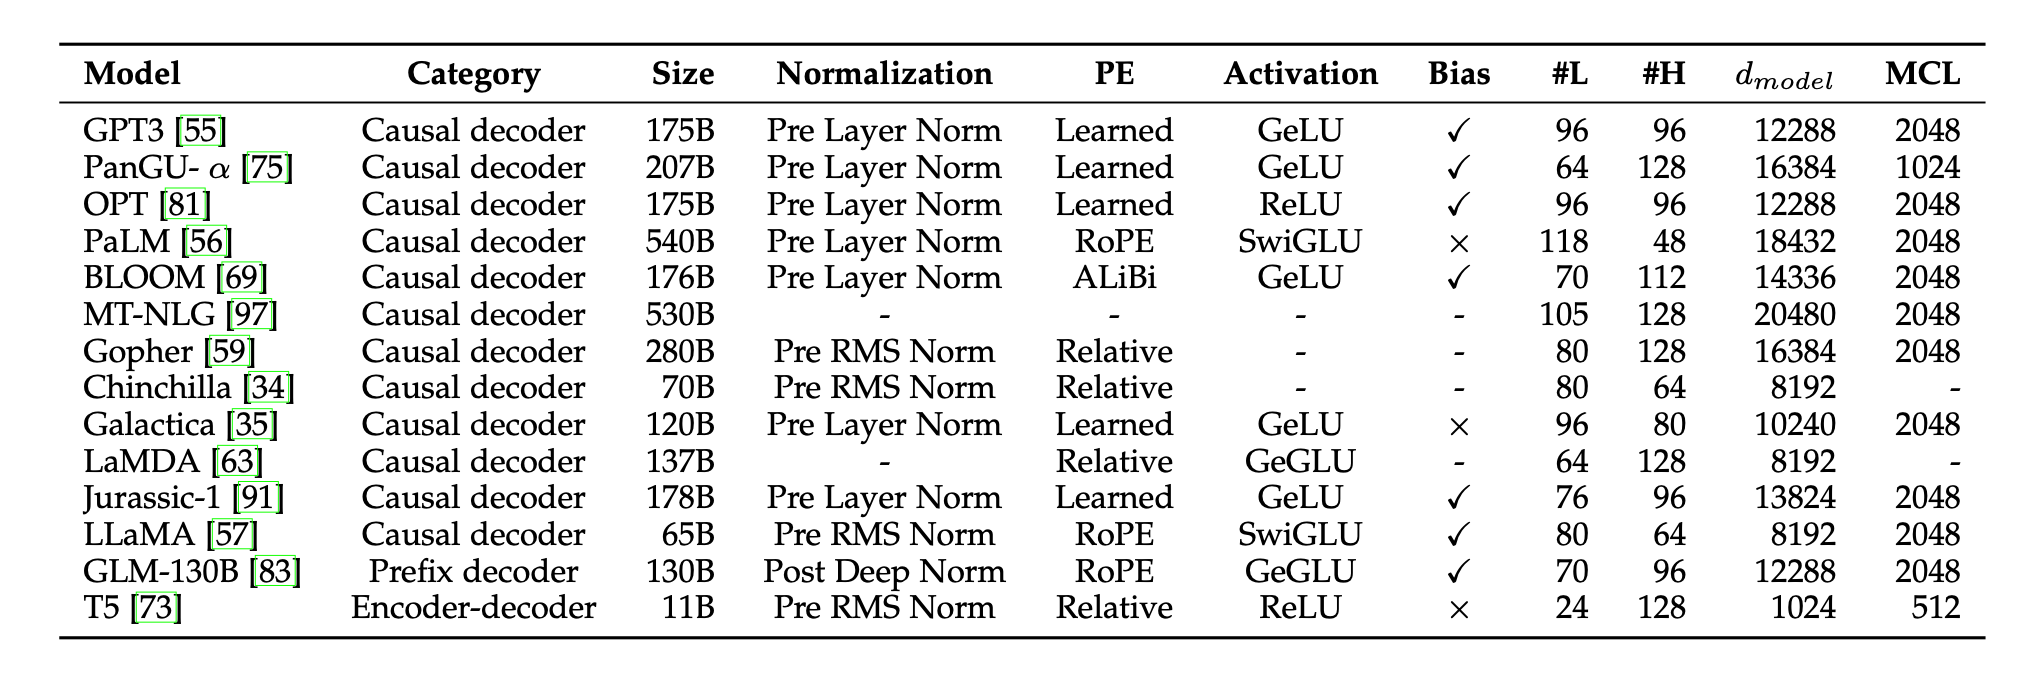 Model Category Size Normalization PE Activation Bias #L #H d_model MCL
GPT3 [55] Causal decoder 175B Pre Layer Norm Learned GeLU ✓ 96 96 12288 2048
PanGU- α [75] Causal decoder 207B Pre Layer Norm Learned GeLU ✓ 64 128 16384 1024
OPT [81] Causal decoder 175B Pre Layer Norm Learned ReLU ✓ 96 96 12288 2048
PaLM [56] Causal decoder 540B Pre Layer Norm RoPE SwiGLU × 118 48 18432 2048
BLOOM [69] Causal decoder 176B Pre Layer Norm ALiBi GeLU ✓ 70 112 14336 2048
MT-NLG [97] Causal decoder 530B - - - - 105 128 20480 2048
Gopher [59] Causal decoder 280B Pre RMS Norm Relative - - 80 128 16384 2048
Chinchilla [34] Causal decoder 70B Pre RMS Norm Relative - - 80 64 8192 -
Galactica [35] Causal decoder 120B Pre Layer Norm Learned GeLU × 96 80 10240 2048
LaMDA [63] Causal decoder 137B - Relative GeGLU - 64 128 8192 -
Jurassic-1 [91] Causal decoder 178B Pre Layer Norm Learned GeLU ✓ 76 96 13824 2048
LLaMA [57] Causal decoder 65B Pre RMS Norm RoPE SwiGLU ✓ 80 64 8192 2048
GLM-130B [83] Prefix decoder 130B Post Deep Norm RoPE GeGLU ✓ 70 96 12288 2048
T5 [73] Encoder-decoder 11B Pre RMS Norm Relative ReLU × 24 128 1024 512